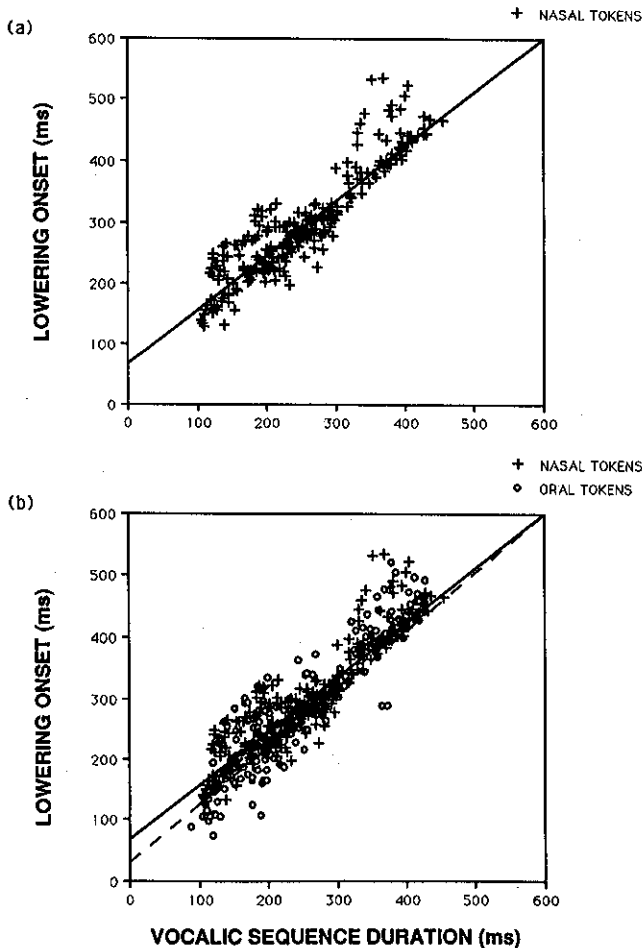 (a)
+ NASAL TOKENS
600
500
400
300
200
100
0
LOWERING ONSET (ms)
0 100 200 300 400 500 600
(b)
+ NASAL TOKENS
o ORAL TOKENS
600
500
400
300
200
100
0
LOWERING ONSET (ms)
0 100 200 300 400 500 600
VOCALIC SEQUENCE DURATION (ms)